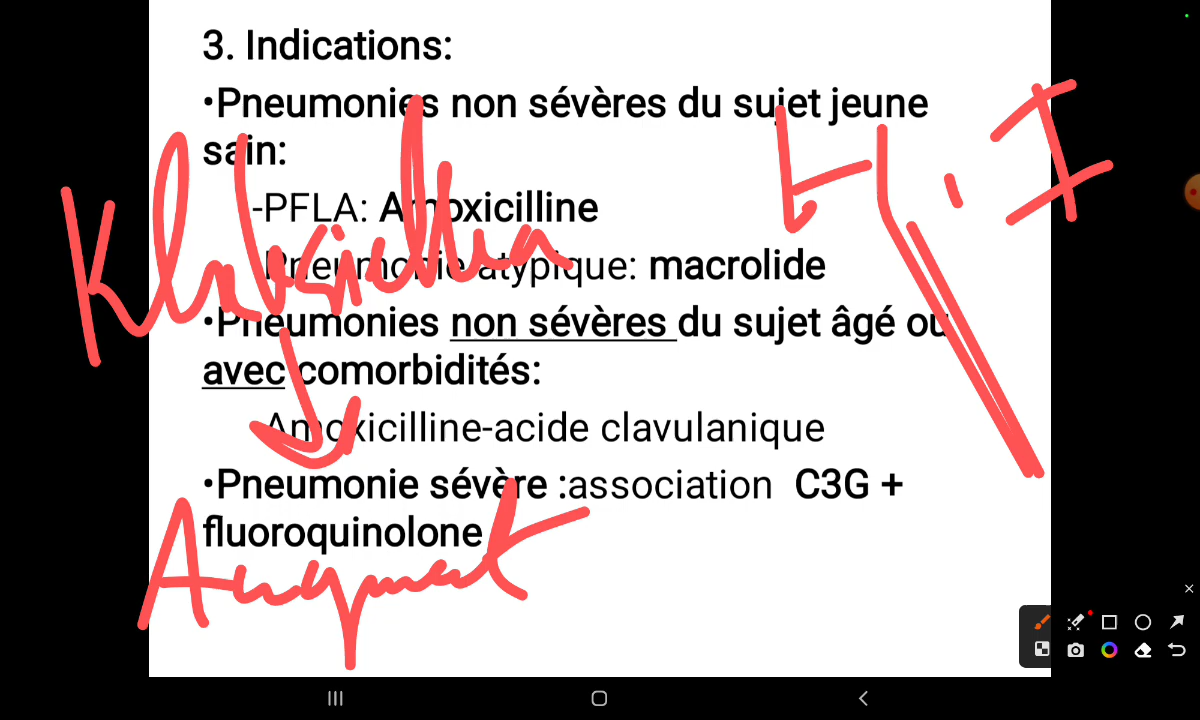 3. Indications:
•Pneumonies non sévères du sujet jeune
sain:
-PFLA: Amoxicilline
-Pneumonie atypique: macrolide
•Pneumonies non sévères du sujet âgé ou
avec comorbidités:
Amoxicilline-acide clavulanique
•Pneumonie sévère :association C3G +
fluoroquinolone